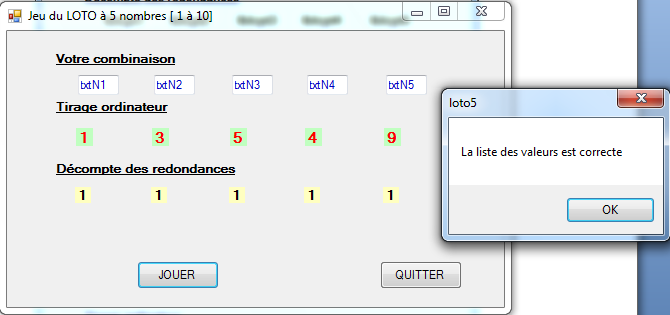 Jeu du LOTO à 5 nombres [ 1 à 10]
Votre combinaison
txtN1 txtN2 txtN3 txtN4 txtN5
Tirage ordinateur
1 3 5 4 9
Décompte des redondances
1 1 1 1 1
JOUER QUITTER
loto5
La liste des valeurs est correcte
OK